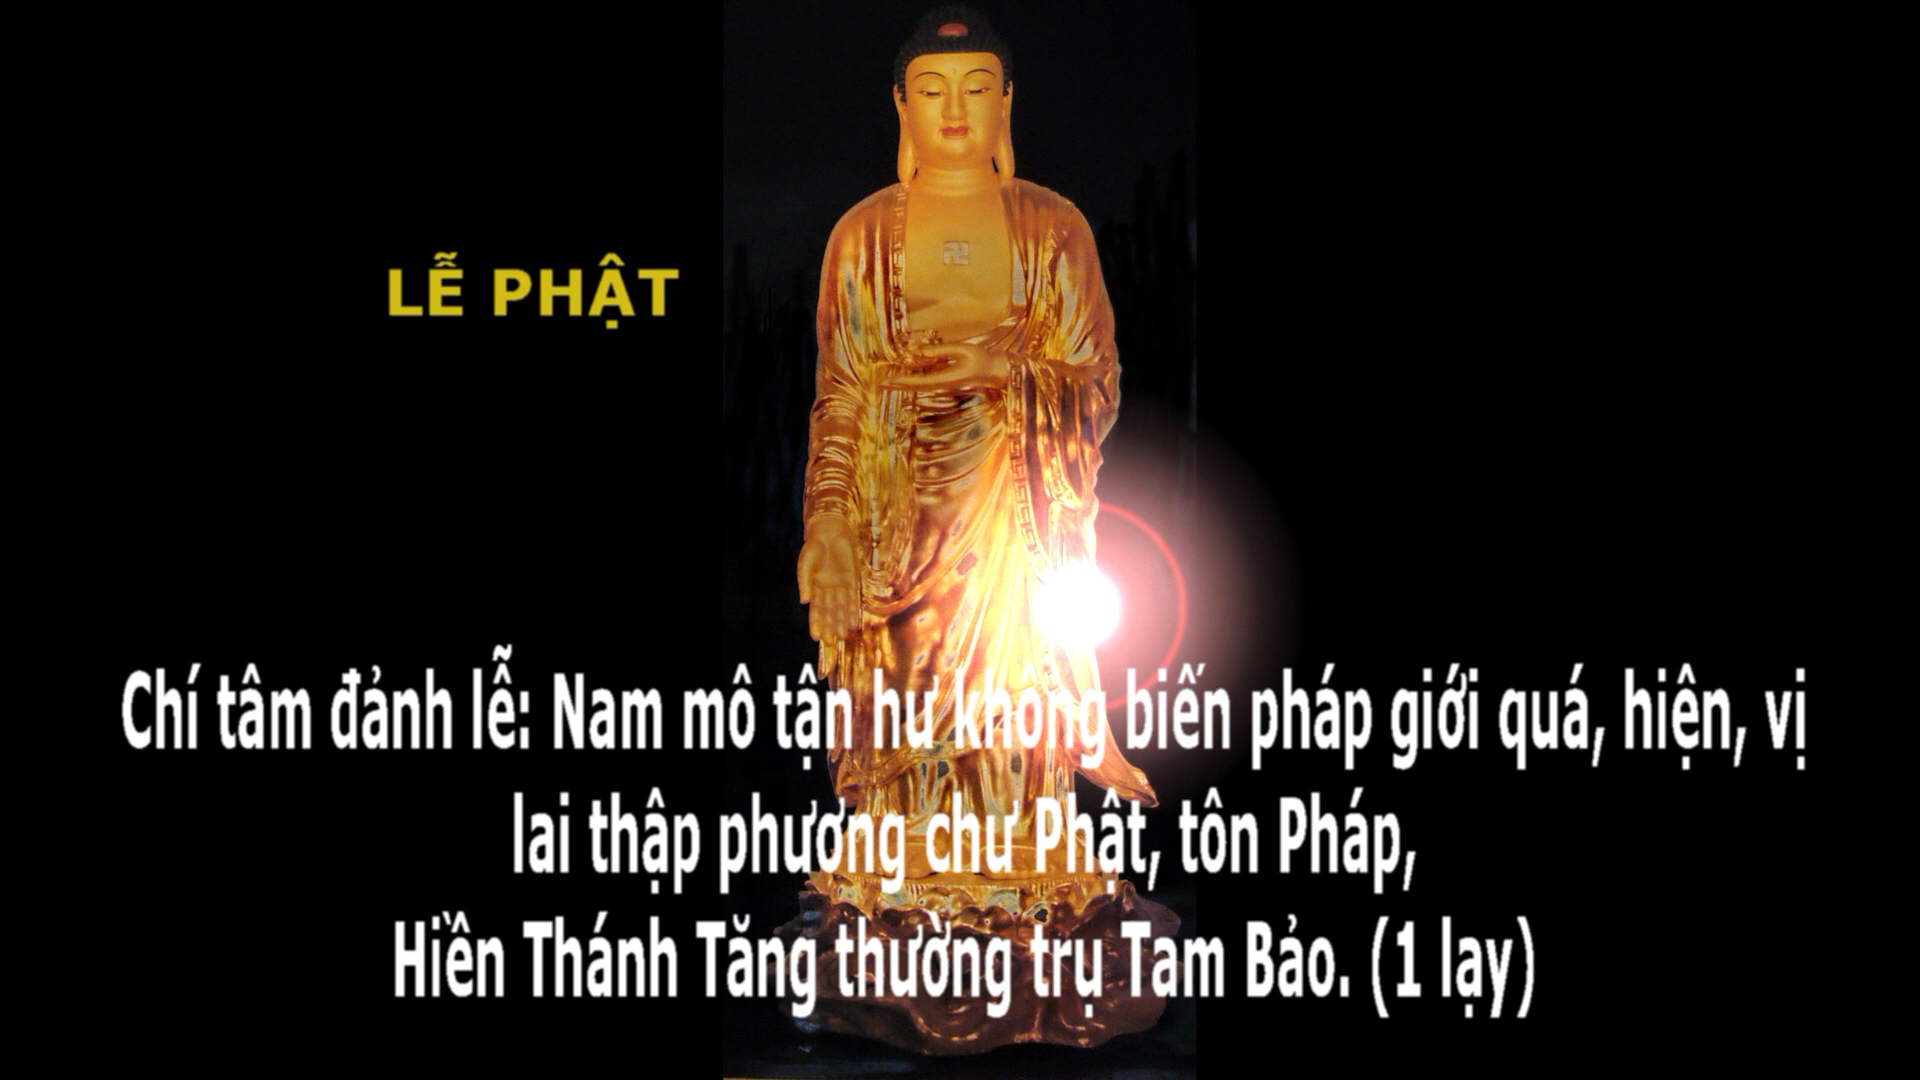 LỄ PHẬT
Chí tâm đảnh lễ: Nam mô tận hư không biến pháp giới quá, hiện, vị
lai thập phương chư Phật, tôn Pháp,
Hiền Thánh Tăng thường trụ Tam Bảo. (1 lạy)